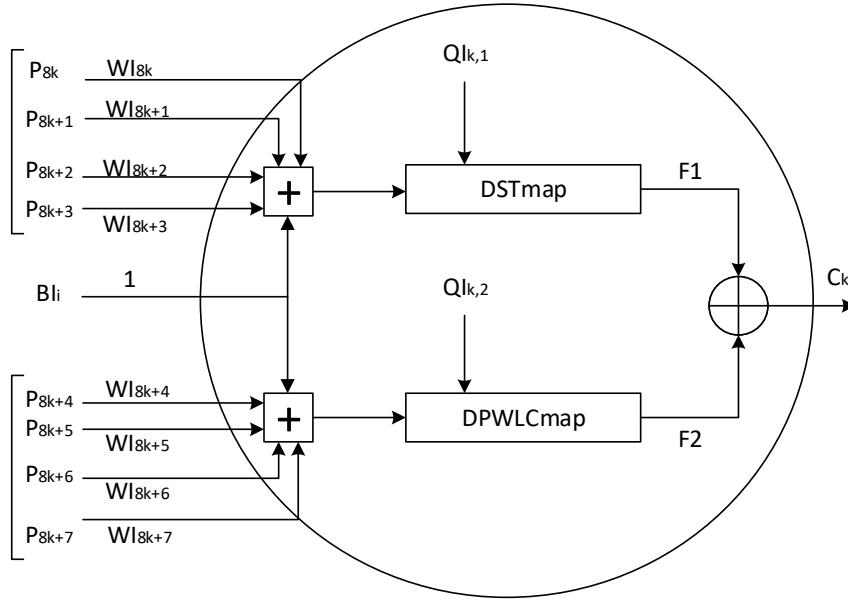 P8k WI8k
P8k+1 WI8k+1
P8k+2 WI8k+2
P8k+3 WI8k+3
BIi 1
P8k+4 WI8k+4
P8k+5 WI8k+5
P8k+6 WI8k+6
P8k+7 WI8k+7
+
+
QIk,1
DSTmap
F1
QIk,2
DPWLCmap
F2
Ck